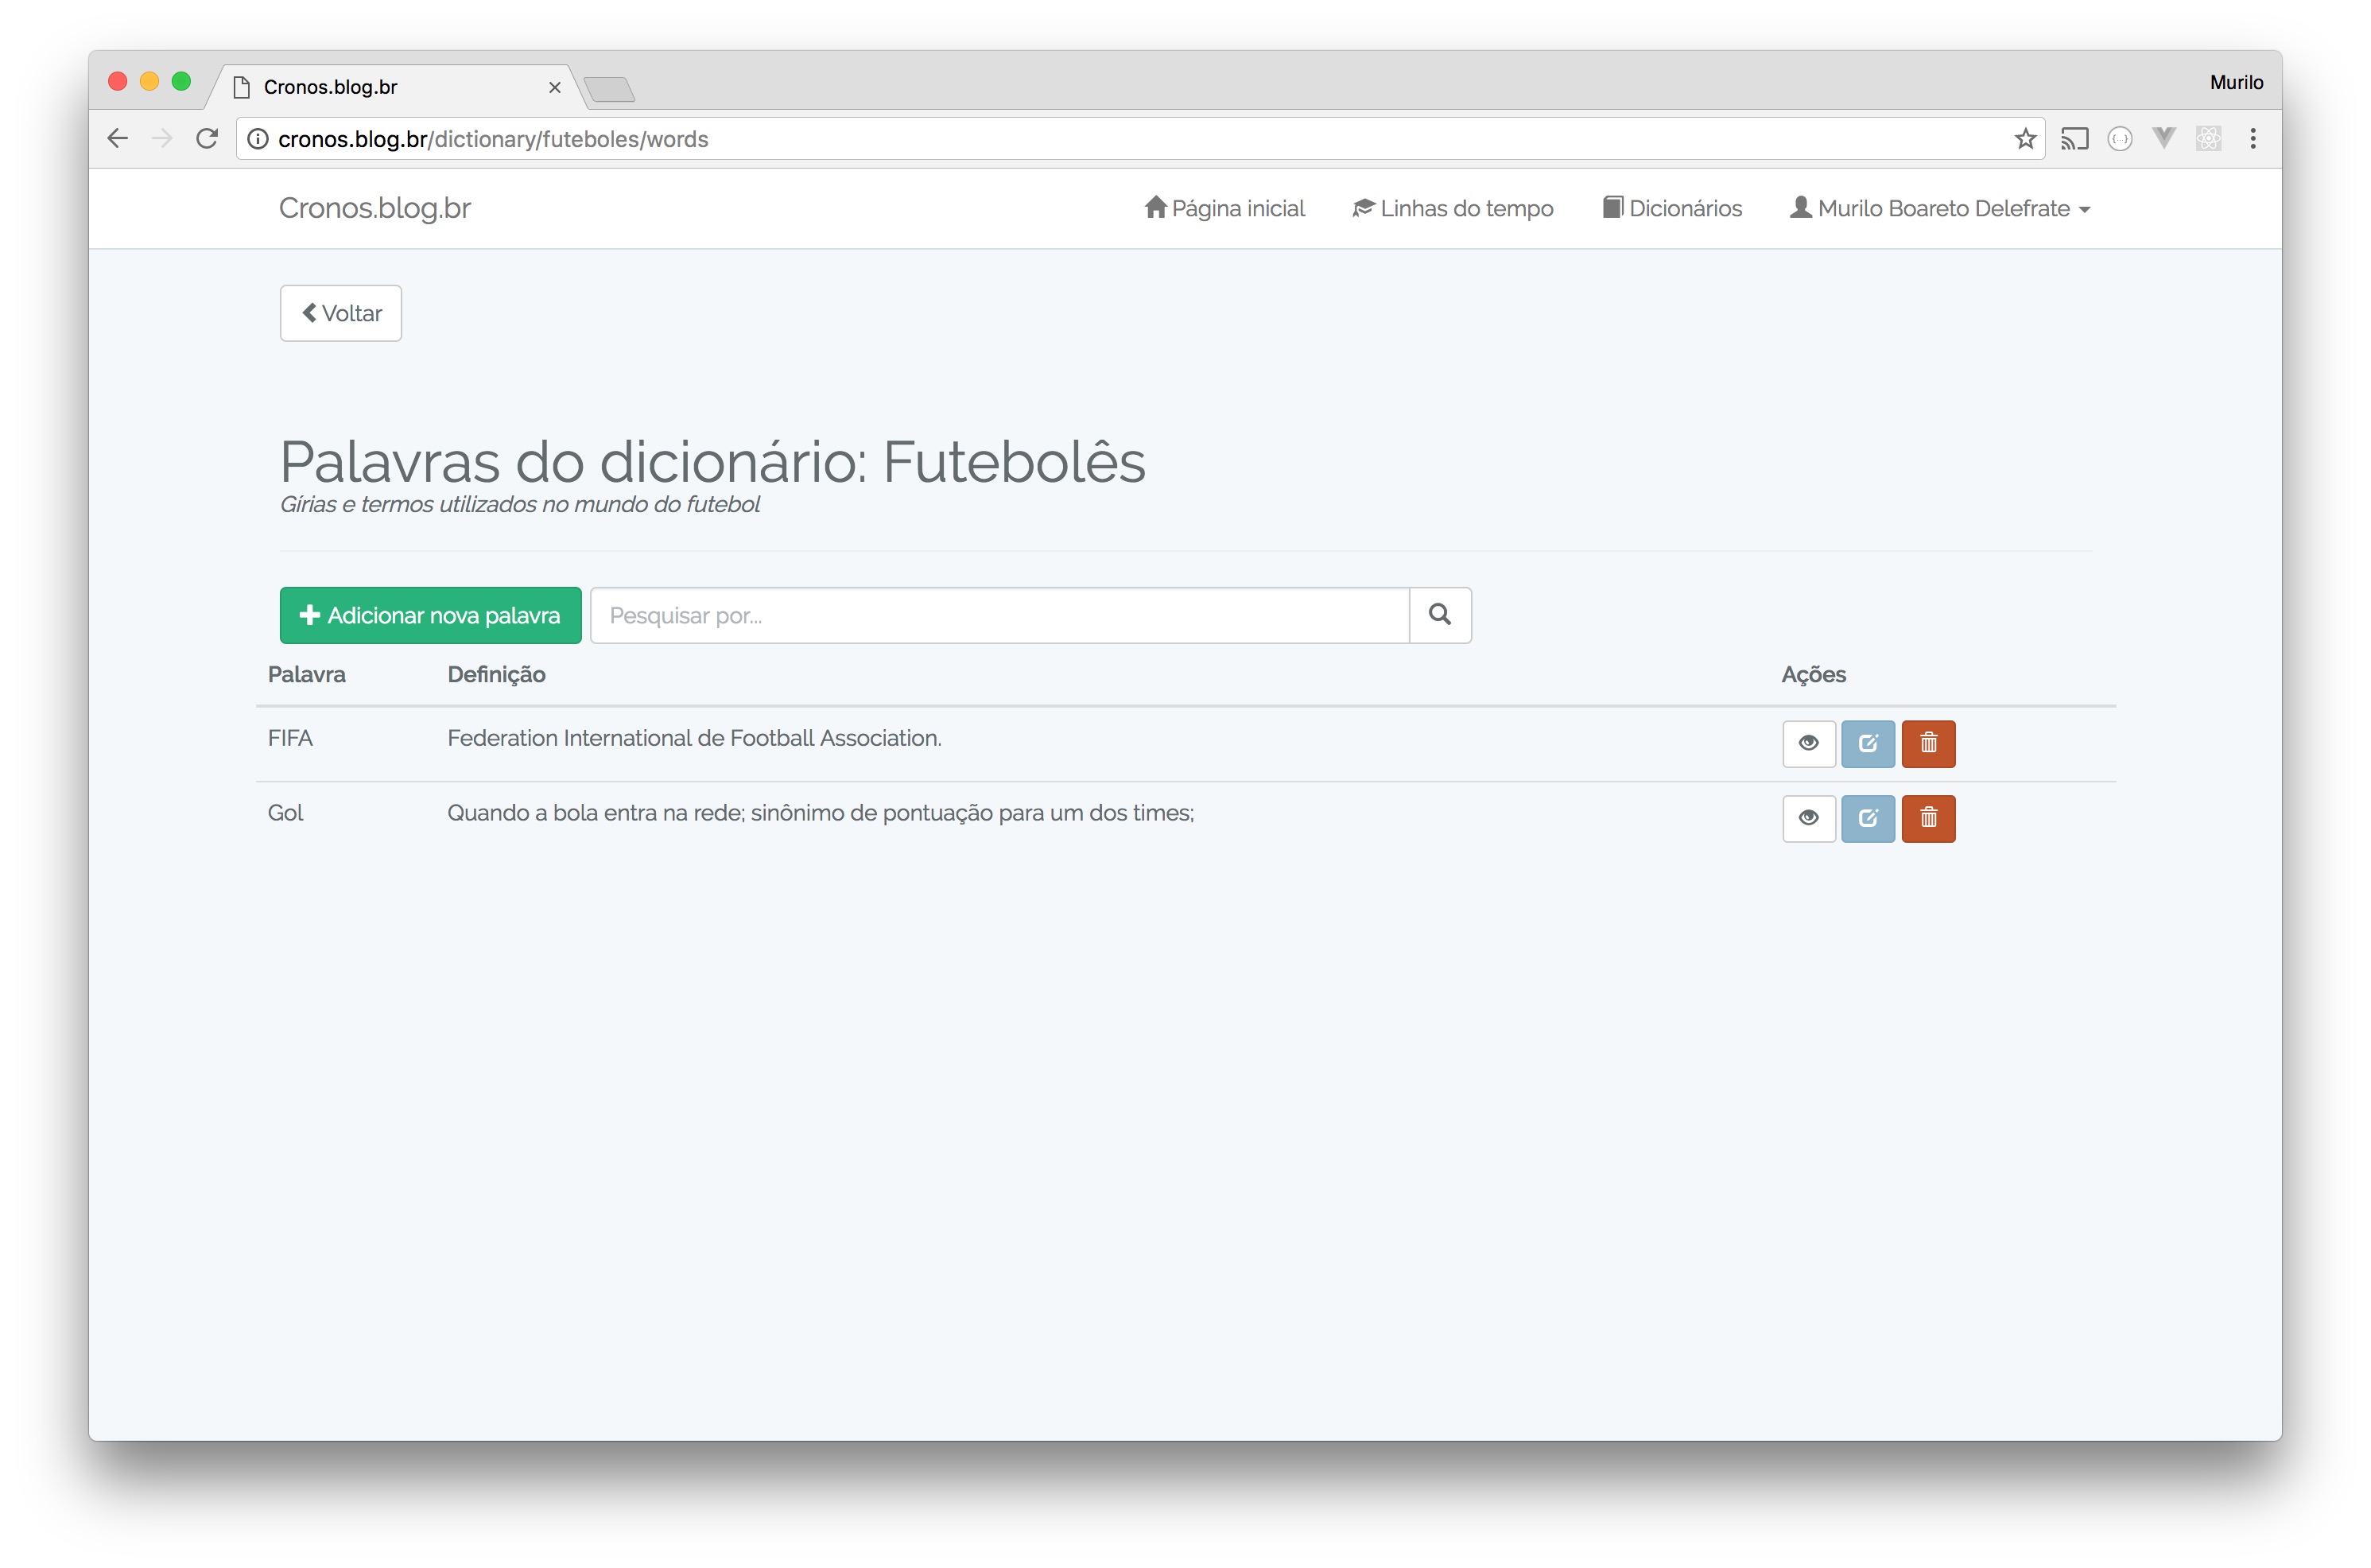 Cronos.blog.br
Murilo
cronos.blog.br/dictionary/futeboles/words
Cronos.blog.br
Página inicial
Linhas do tempo
Dicionários
Murilo Boareto Delefrate
Voltar
Palavras do dicionário: Futebolês
Gírias e termos utilizados no mundo do futebol
Adicionar nova palavra
Pesquisar por...
Palavra Definição Ações
FIFA Federation International de Football Association.
Gol Quando a bola entra na rede; sinônimo de pontuação para um dos times;